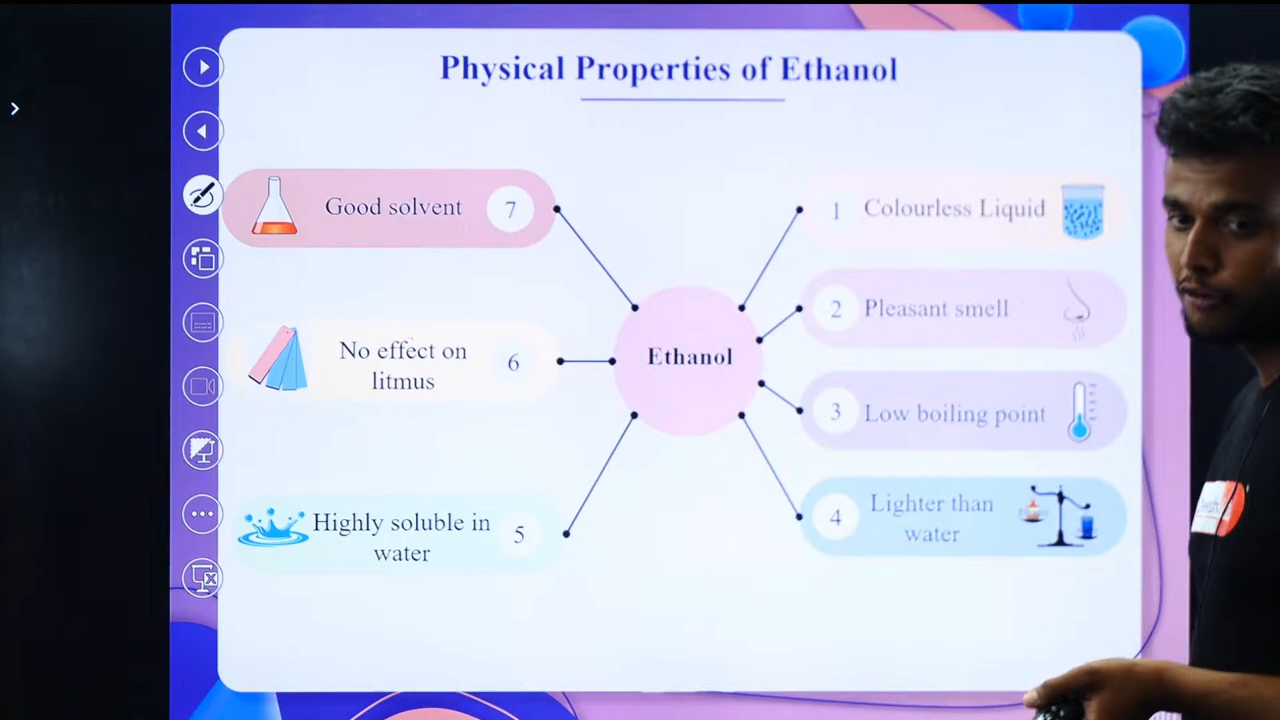 Physical Properties of Ethanol
Good solvent
7
1
Colourless Liquid
2
Pleasant smell
No effect on
litmus
6
Ethanol
3
Low boiling point
Highly soluble in
water
5
4
Lighter than
water